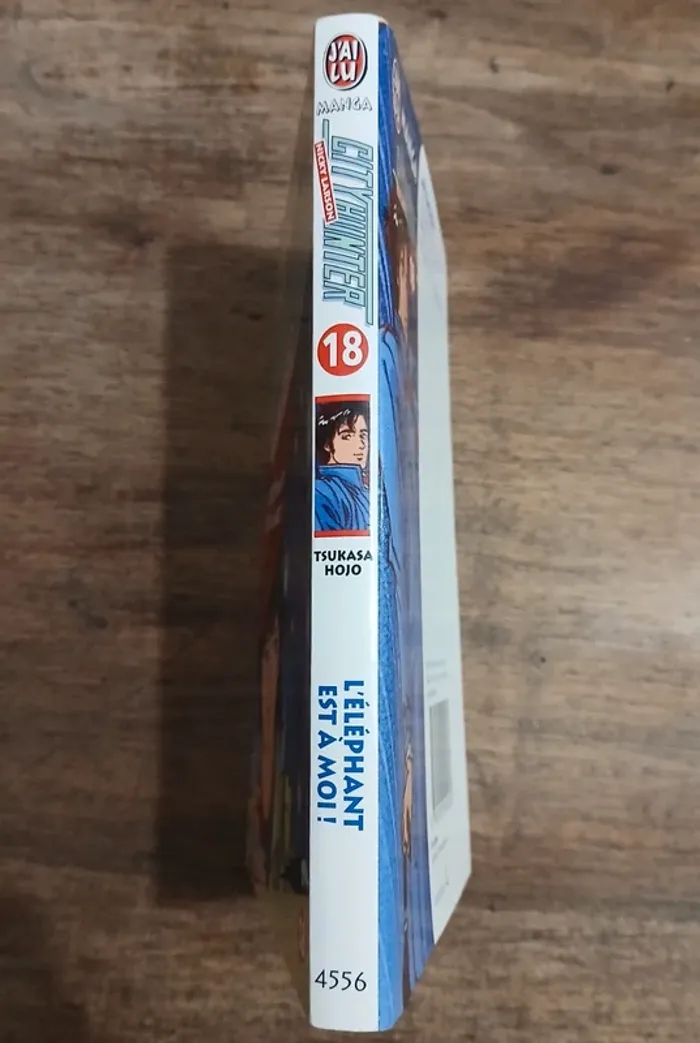 J'AI
LU
MANGA
CITY HUNTER
NICKY LARSON
18
TSUKASA
HOJO
L'ÉLÉPHANT
EST À MOI !
4556